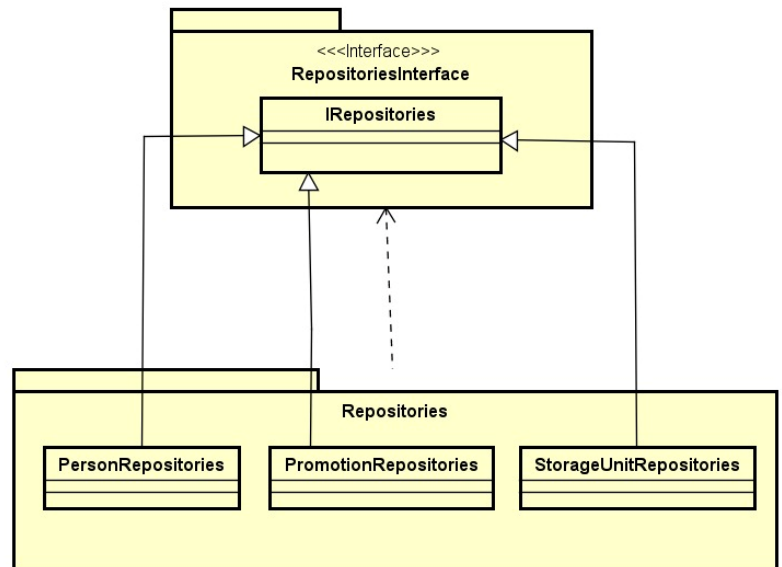 <<<Interface>>>
RepositoriesInterface
IRepositories
Repositories
PersonRepositories
PromotionRepositories
StorageUnitRepositories